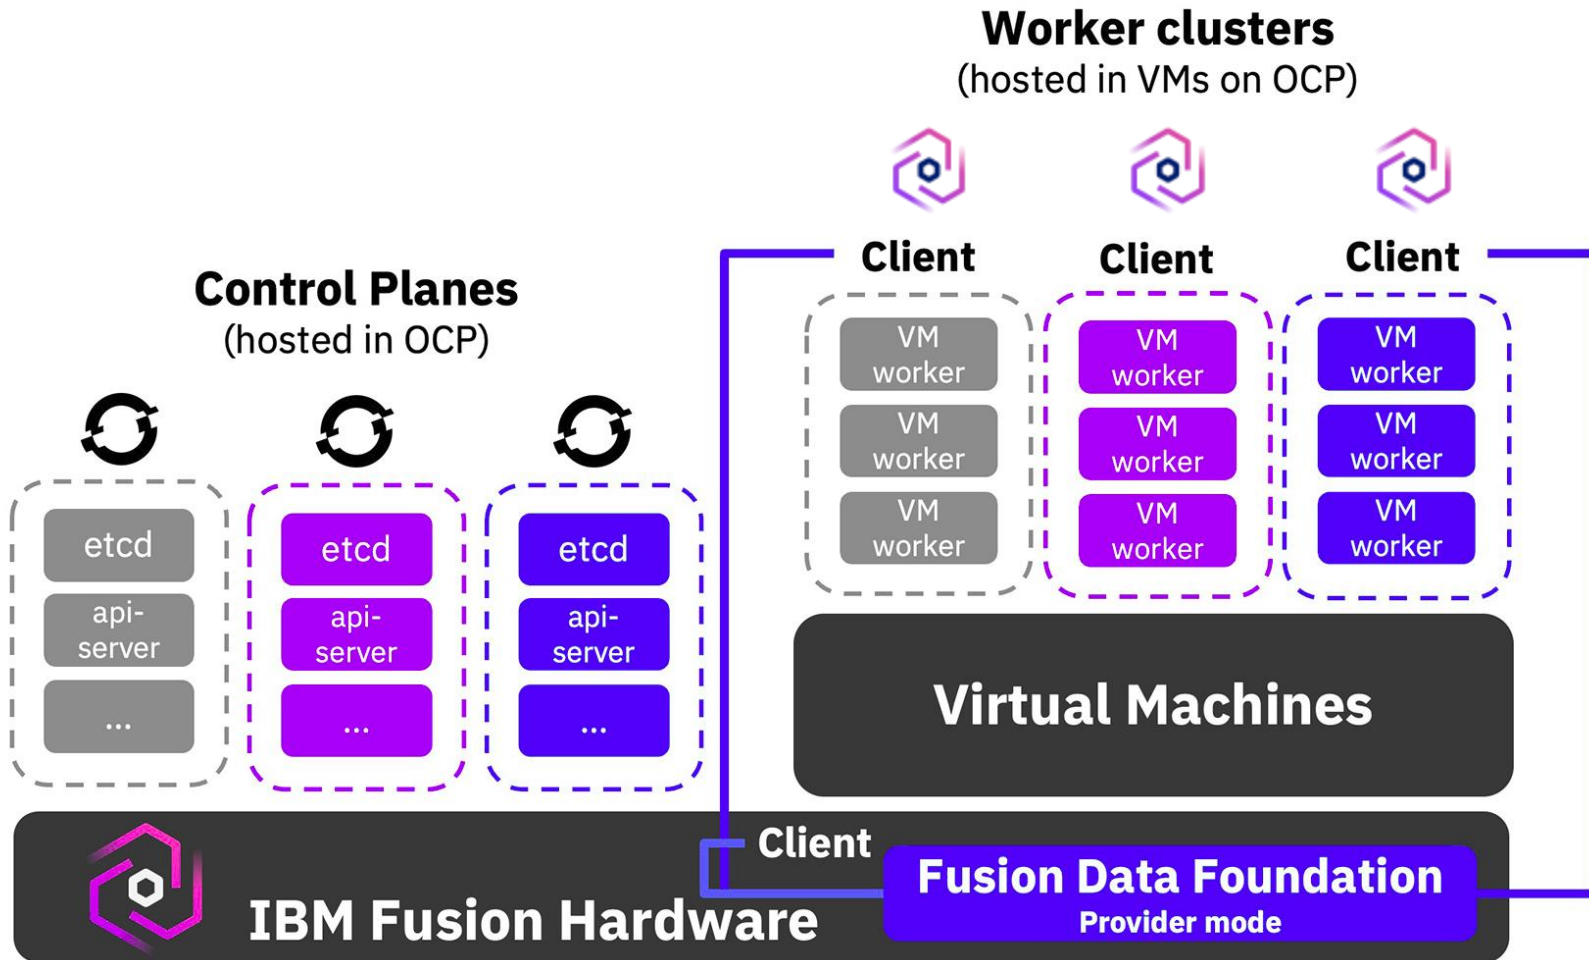 Worker clusters
(hosted in VMs on OCP)
Client
Client
Client
VM
worker
VM
worker
VM
worker
VM
worker
VM
worker
VM
worker
VM
worker
VM
worker
VM
worker
Control Planes
(hosted in OCP)
etcd
api-
server
...
etcd
api-
server
...
etcd
api-
server
...
Virtual Machines
Client
IBM Fusion Hardware
Fusion Data Foundation
Provider mode